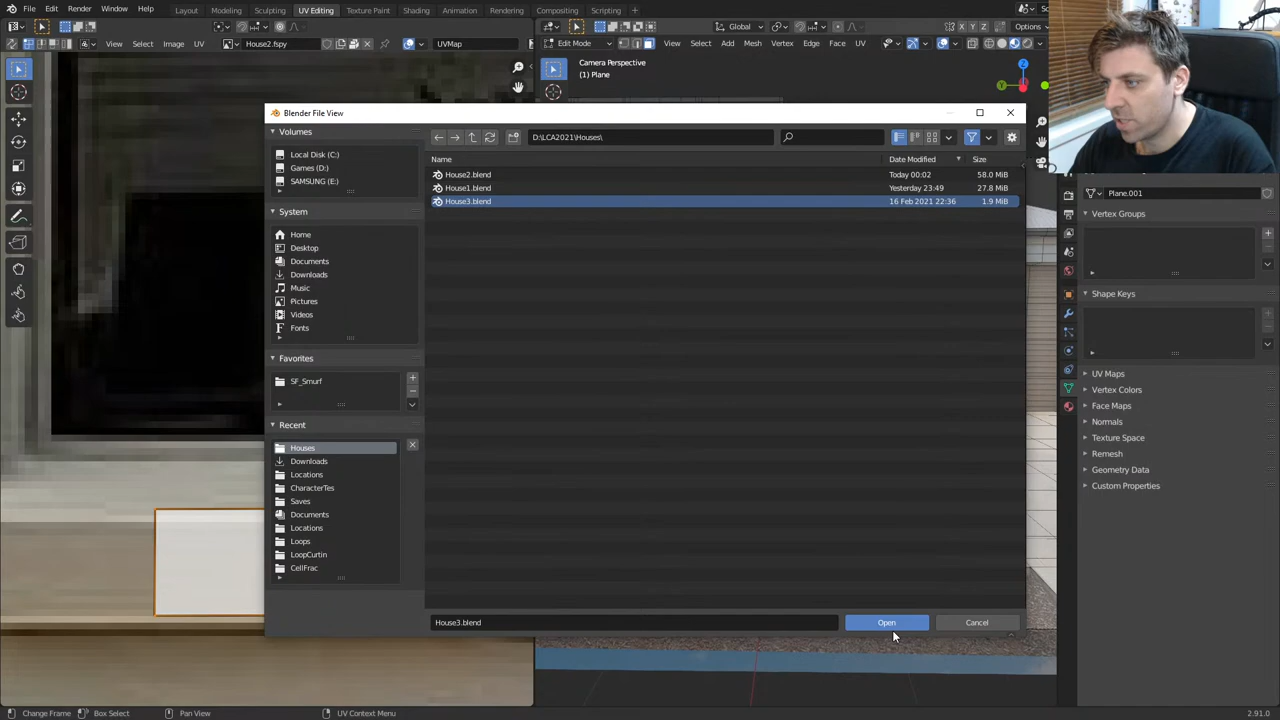 File Edit Render Window Help
Layout Modeling Sculpting UV Editing Texture Paint Shading Animation Rendering Compositing Scripting
View Select Image UV House2.fspy UVMap
Global Options
Edit Mode View Select Add Mesh Vertex Edge Face UV
Camera Perspective
(1) Plane
Z
Y
Blender File View
Volumes
Local Disk (C:)
Games (D:)
SAMSUNG (E:)
System
Home
Desktop
Documents
Downloads
Music
Pictures
Videos
Fonts
Favorites
SF_Smurf
Recent
Houses
Downloads
Locations
CharacterTes
Saves
Documents
Locations
Loops
LoopCurtin
CellFrac
D:\LCA2021\Houses\
Name Date Modified Size
House2.blend Today 00:02 58.0 MiB
House1.blend Yesterday 23:49 27.8 MiB
House3.blend 16 Feb 2021 22:36 1.9 MiB
House3.blend Open Cancel
Plane.001
Vertex Groups
Shape Keys
UV Maps
Vertex Colors
Face Maps
Normals
Texture Space
Remesh
Geometry Data
Custom Properties
Change Frame Box Select Pan View UV Context Menu 2.91.0